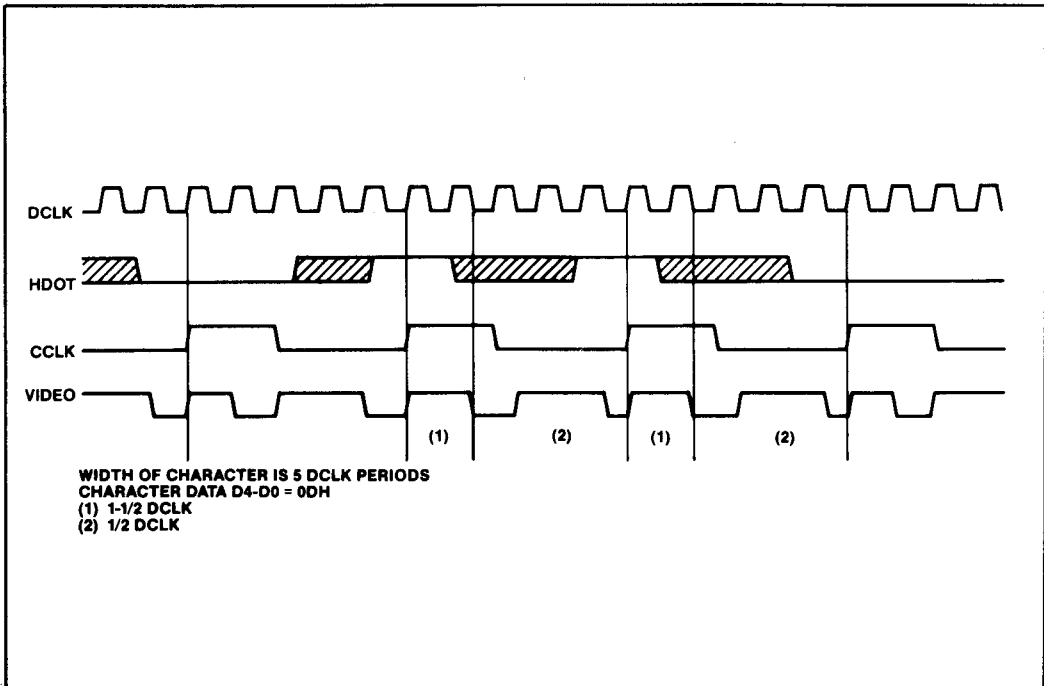 DCLK
HDOT
CCLK
VIDEO
(1) (2) (1) (2)
WIDTH OF CHARACTER IS 5 DCLK PERIODS
CHARACTER DATA D4-D0 = 0DH
(1) 1-1/2 DCLK
(2) 1/2 DCLK